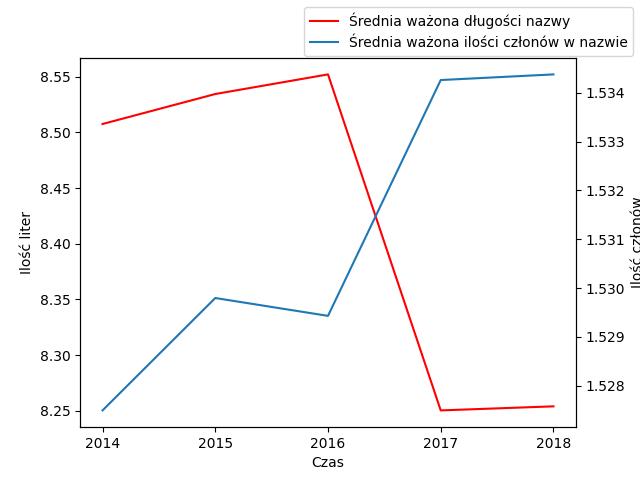 Średnia ważona długości nazwy
Średnia ważona ilości członów w nazwie
8.55
8.50
8.45
8.40
8.35
8.30
8.25
Ilość liter
1.534
1.533
1.532
1.531
1.530
1.529
1.528
Ilość członów
2014 2015 2016 2017 2018
Czas